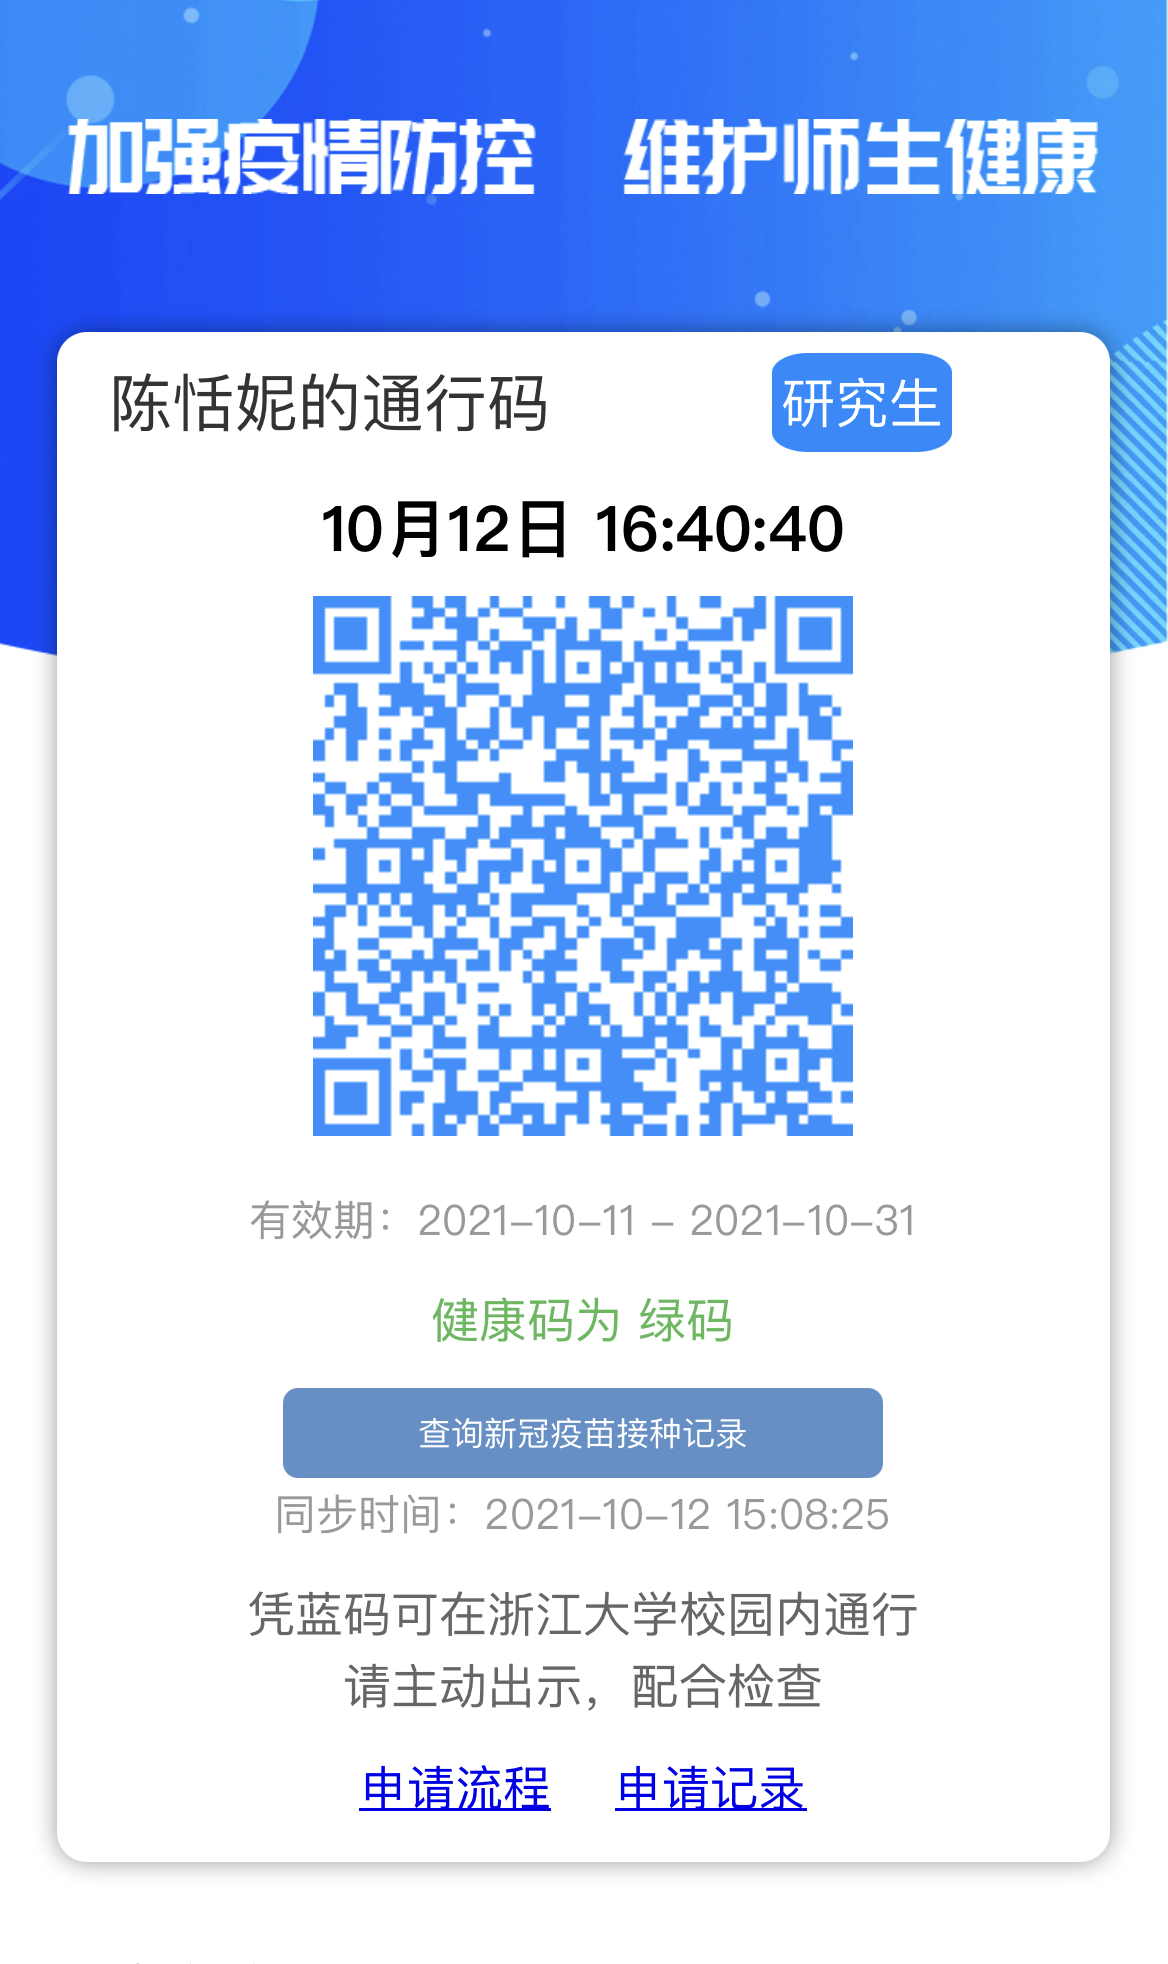 加强疫情防控 维护师生健康
陈恬妮的通行码 研究生
10月12日 16:40:40
有效期：2021-10-11 - 2021-10-31
健康码为 绿码
查询新冠疫苗接种记录
同步时间：2021-10-12 15:08:25
凭蓝码可在浙江大学校园内通行
请主动出示，配合检查
申请流程 申请记录